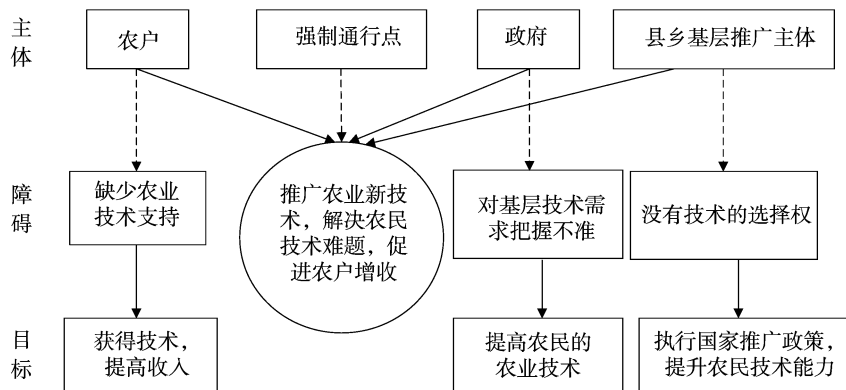 主体
农户
强制通行点
政府
县乡基层推广主体
障碍
缺少农业
技术支持
推广农业新技
术，解决农民
技术难题，促
进农户增收
对基层技术需
求把握不准
没有技术的选择权
目标
获得技术，
提高收入
提高农民的
农业技术
执行国家推广政策，
提升农民技术能力